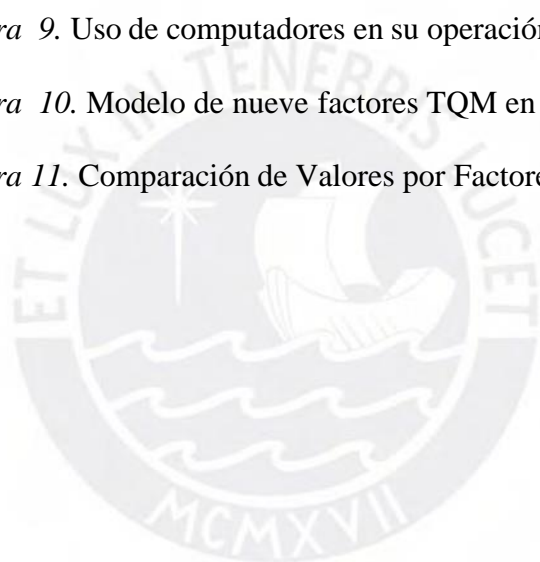 ra 9. Uso de computadores en su operación
ra 10. Modelo de nueve factores TQM en
ra 11. Comparación de Valores por Factore
ET LUX IN TENEBRIS LUCET
MCMXVII